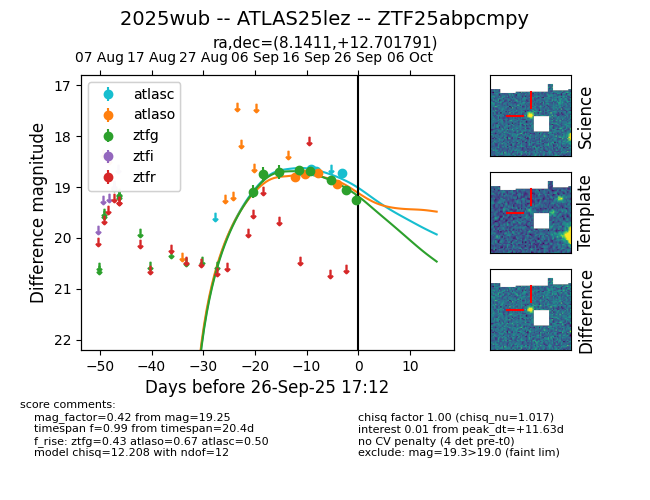 2025wub -- ATLAS25lez -- ZTF25abpcmpy
ra,dec=(8.1411,+12.701791)
07 Aug 17 Aug 27 Aug 06 Sep 16 Sep 26 Sep 06 Oct
17
18
19
20
21
22
Difference magnitude
atlasc
atlaso
ztfg
ztfi
ztfr
−50 −40 −30 −20 −10 0 10
Days before 26-Sep-25 17:12
Science
Template
Difference
score comments:
mag_factor=0.42 from mag=19.25
timespan f=0.99 from timespan=20.4d
f_rise: ztfg=0.43 atlaso=0.67 atlasc=0.50
model chisq=12.208 with ndof=12
chisq factor 1.00 (chisq_nu=1.017)
interest 0.01 from peak_dt=+11.63d
no CV penalty (4 det pre-t0)
exclude: mag=19.3>19.0 (faint lim)